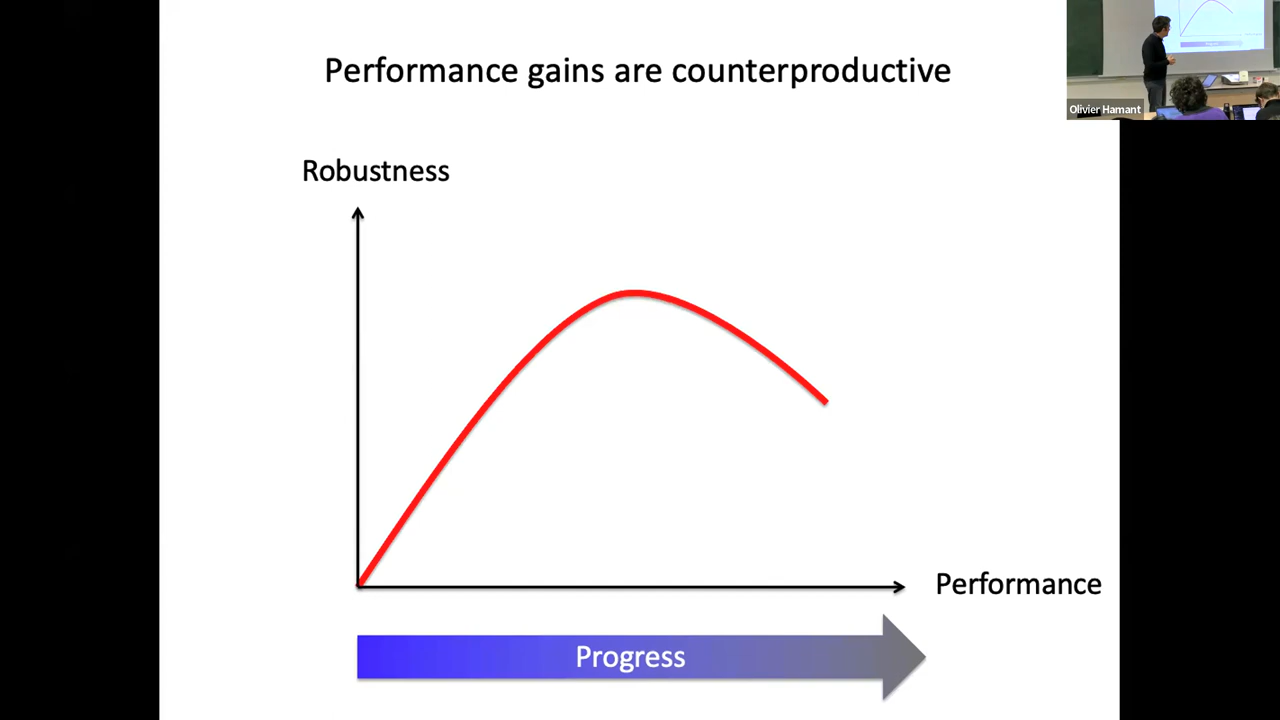 Performance gains are counterproductive
Olivier Hamant
Robustness
Performance
Progress